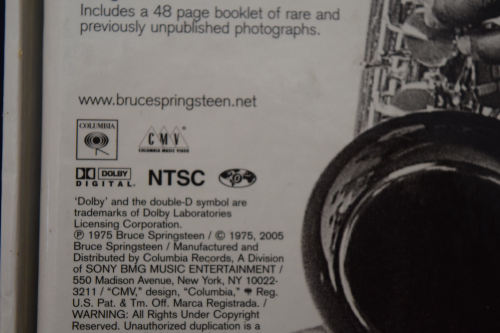 Includes a 48 page booklet of rare and
previously unpublished photographs.
www.brucespringsteen.net
COLUMBIA
CMV
COLUMBIA MUSIC VIDEO
DOLBY
DIGITAL
NTSC
'Dolby' and the double-D symbol are
trademarks of Dolby Laboratories
Licensing Corporation.
℗ 1975 Bruce Springsteen / © 1975, 2005
Bruce Springsteen / Manufactured and
Distributed by Columbia Records, A Division
of SONY BMG MUSIC ENTERTAINMENT /
550 Madison Avenue, New York, NY 10022-
3211 / "CMV," design, "Columbia," Reg.
U.S. Pat. & Tm. Off. Marca Registrada. /
WARNING: All Rights Under Copyright
Reserved. Unauthorized duplication is a